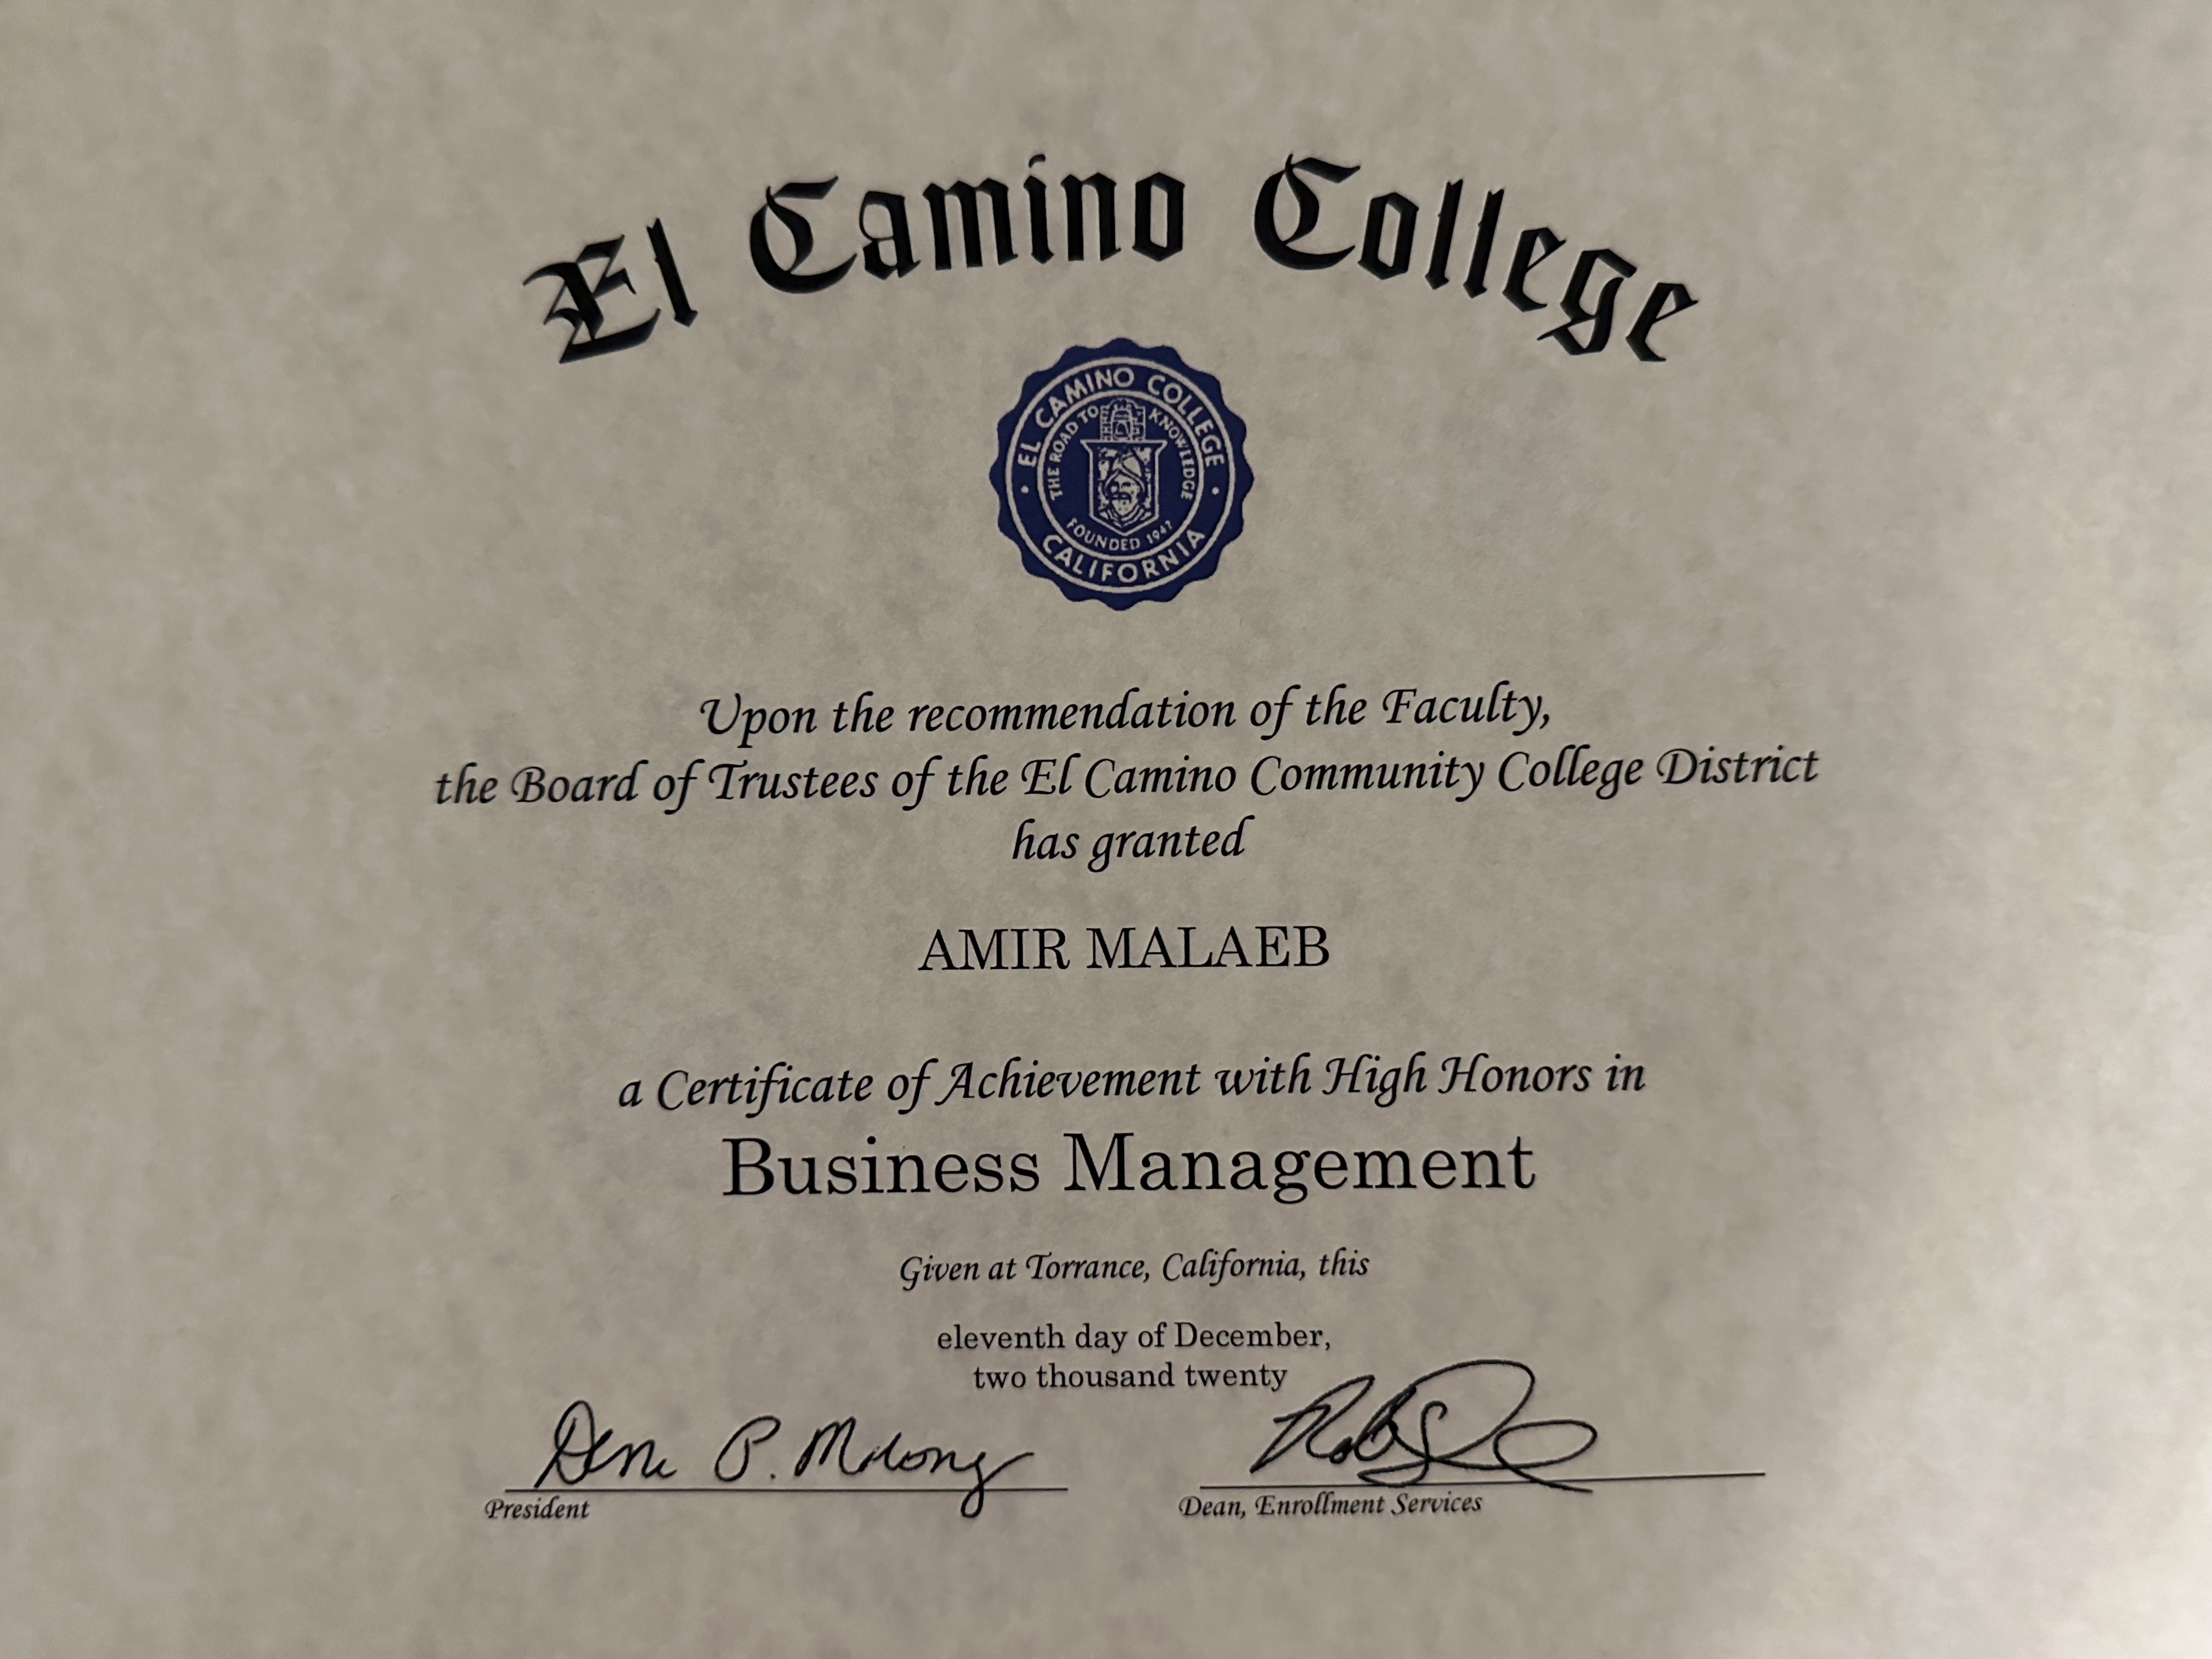 El Camino College
EL CAMINO COLLEGE
THE ROAD TO KNOWLEDGE
FOUNDED 1947
CALIFORNIA
Upon the recommendation of the Faculty,
the Board of Trustees of the El Camino Community College District
has granted
AMIR MALAEB
a Certificate of Achievement with High Honors in
Business Management
Given at Torrance, California, this
eleventh day of December,
two thousand twenty
President
Dean, Enrollment Services